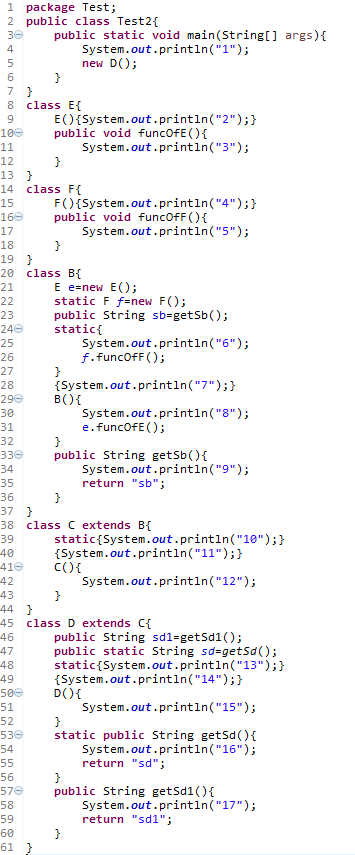 1 package Test;
2 public class Test2{
3 public static void main(String[] args){
4 System.out.println("1");
5 new D();
6 }
7 }
8 class E{
9 E(){System.out.println("2");}
10 public void funcOfE(){
11 System.out.println("3");
12 }
13 }
14 class F{
15 F(){System.out.println("4");}
16 public void funcOfF(){
17 System.out.println("5");
18 }
19 }
20 class B{
21 E e=new E();
22 static F f=new F();
23 public String sb=getSb();
24 static{
25 System.out.println("6");
26 f.funcOfF();
27 }
28 {System.out.println("7");}
29 B(){
30 System.out.println("8");
31 e.funcOfE();
32 }
33 public String getSb(){
34 System.out.println("9");
35 return "sb";
36 }
37 }
38 class C extends B{
39 static{System.out.println("10");}
40 {System.out.println("11");}
41 C(){
42 System.out.println("12");
43 }
44 }
45 class D extends C{
46 public String sd1=getSd1();
47 public static String sd=getSd();
48 static{System.out.println("13");}
49 {System.out.println("14");}
50 D(){
51 System.out.println("15");
52 }
53 static public String getSd(){
54 System.out.println("16");
55 return "sd";
56 }
57 public String getSd1(){
58 System.out.println("17");
59 return "sd1";
60 }
61 }